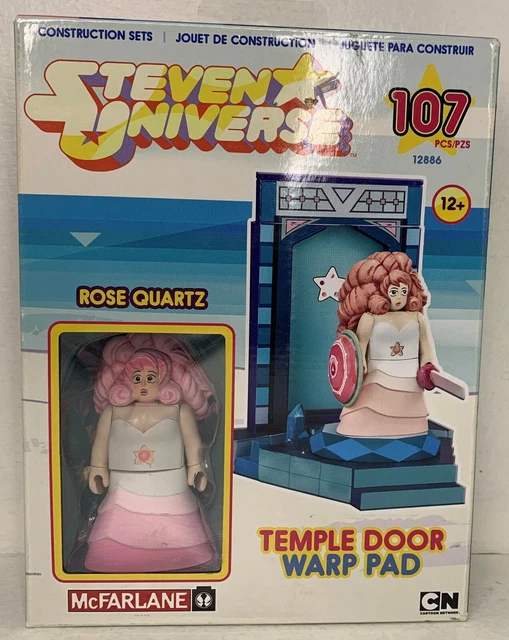 CONSTRUCTION SETS | JOUET DE CONSTRUCTION | JUGUETE PARA CONSTRUIR
STEVEN
UNIVERSE™
107
PCS/PZS
12886
12+
ROSE QUARTZ
TEMPLE DOOR
WARP PAD
McFARLANE
CN
CARTOON NETWORK